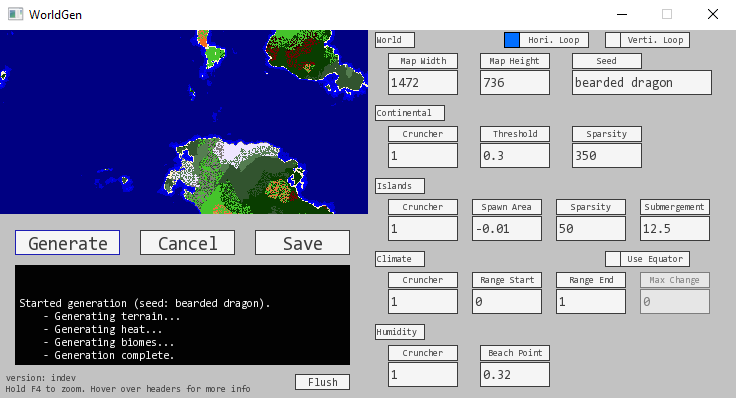 WorldGen
World
Hori. Loop
Verti. Loop
Map Width
Map Height
Seed
1472
736
bearded dragon
Continental
Cruncher
Threshold
Sparsity
1
0.3
350
Islands
Cruncher
Spawn Area
Sparsity
Submergement
1
-0.01
50
12.5
Climate
Use Equator
Cruncher
Range Start
Range End
Max Change
1
0
1
0
Humidity
Cruncher
Beach Point
1
0.32
Generate
Cancel
Save
Started generation (seed: bearded dragon).
- Generating terrain...
- Generating heat...
- Generating biomes...
- Generation complete.
version: indev
Hold F4 to zoom. Hover over headers for more info
Flush